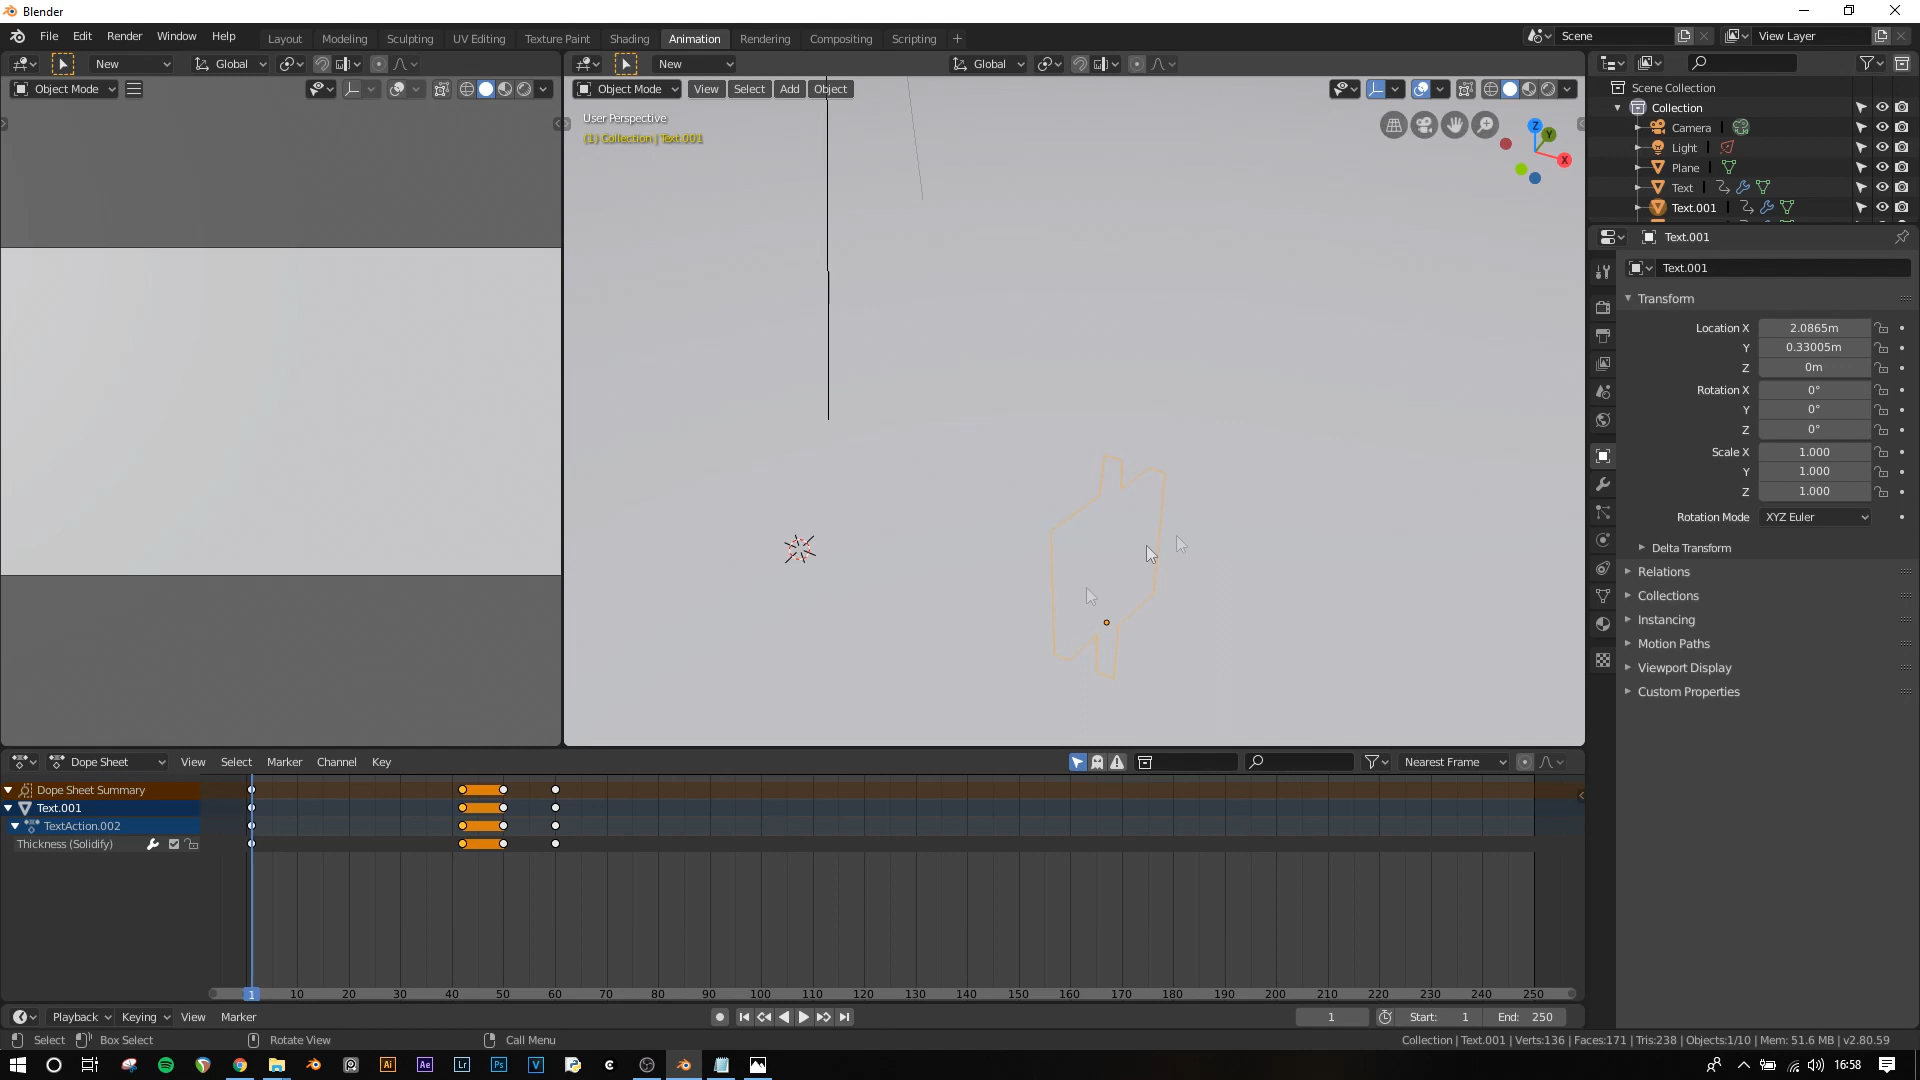 Blender
File Edit Render Window Help
Layout Modeling Sculpting UV Editing Texture Paint Shading Animation Rendering Compositing Scripting +
Scene
View Layer
New Global
New Global
Object Mode
Object Mode View Select Add Object
User Perspective
(1) Collection | Text.001
Z
Y
X
Scene Collection
Collection
Camera
Light
Plane
Text
Text.001
Text.001
Text.001
Transform
Location X 2.0865m
Y 0.33005m
Z 0m
Rotation X 0°
Y 0°
Z 0°
Scale X 1.000
Y 1.000
Z 1.000
Rotation Mode XYZ Euler
Delta Transform
Relations
Collections
Instancing
Motion Paths
Viewport Display
Custom Properties
Dope Sheet View Select Marker Channel Key Nearest Frame
Dope Sheet Summary
Text.001
TextAction.002
Thickness (Solidify)
1 10 20 30 40 50 60 70 80 90 100 110 120 130 140 150 160 170 180 190 200 210 220 230 240 250
Playback Keying View Marker 1 Start: 1 End: 250
Select Box Select Rotate View Call Menu
Collection | Text.001 | Verts:136 | Faces:171 | Tris:238 | Objects:1/10 | Mem: 51.6 MB | v2.80.59
Ai Ae Lr Ps V C
16:58